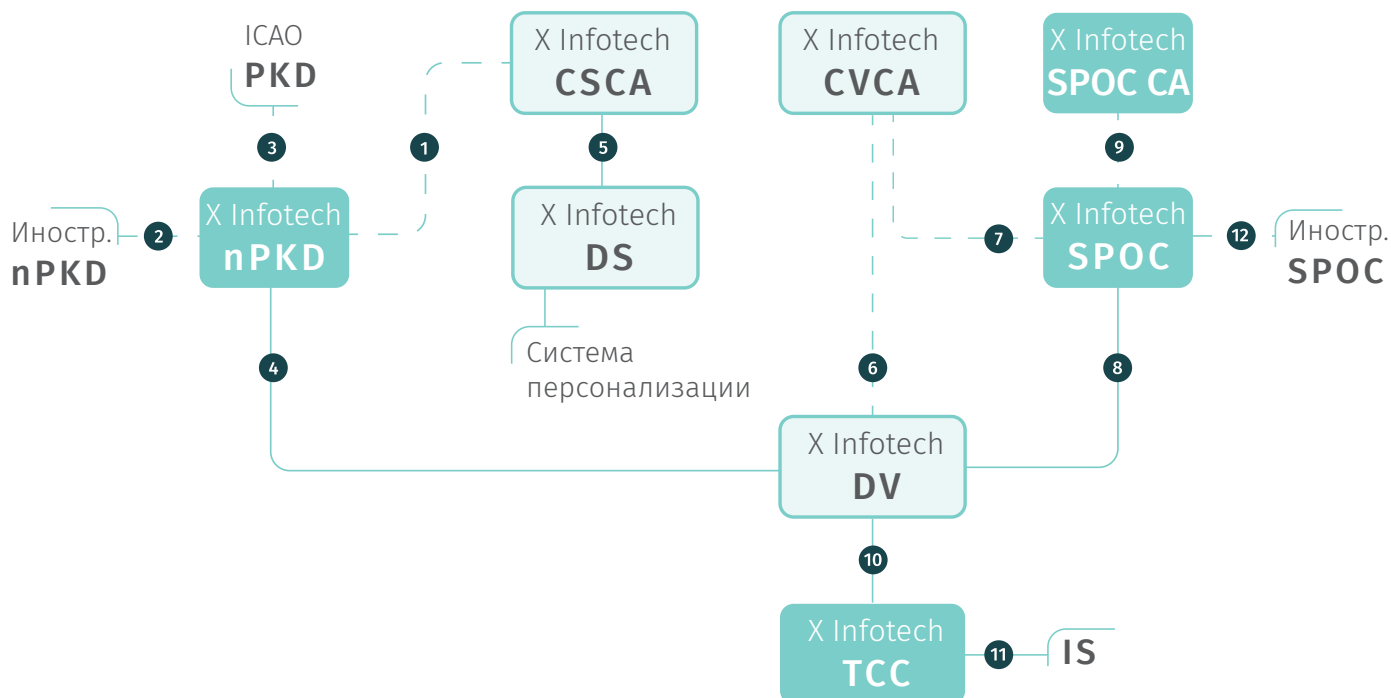 ICAO
PKD
X Infotech
CSCA
X Infotech
CVCA
X Infotech
SPOC CA
3
1
5
9
Иностр.
nPKD
2
X Infotech
nPKD
X Infotech
DS
7
X Infotech
SPOC
12
Иностр.
SPOC
4
Система
персонализации
6
8
X Infotech
DV
10
X Infotech
TCC
11
IS